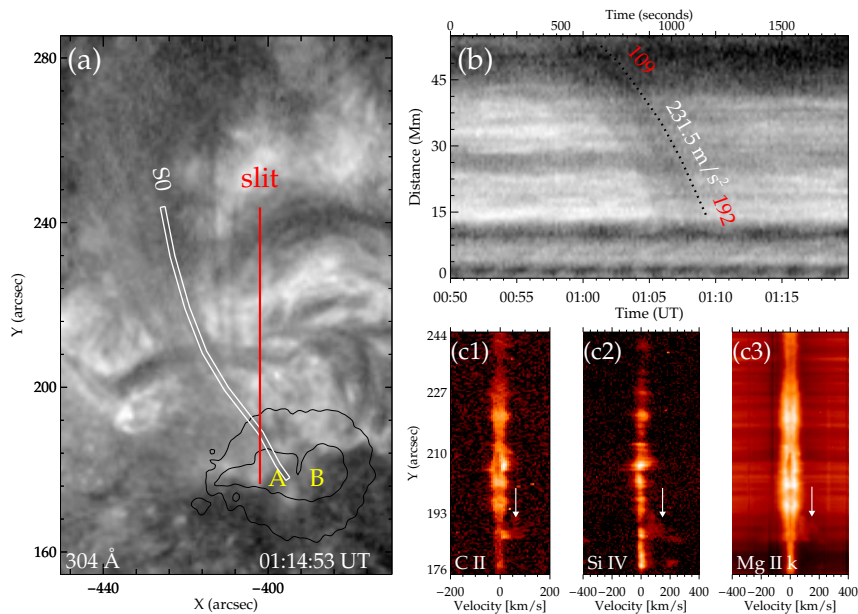 (a)
S0
slit
A
B
304 Å
01:14:53 UT
280
240
200
160
Y (arcsec)
−440
−400
X (arcsec)
Time (seconds)
0
500
1000
1500
(b)
109
231.5 m/s⁻²
192
45
30
15
0
Distance (Mm)
00:50
00:55
01:00
01:05
01:10
01:15
Time (UT)
(c1)
C II
244
227
210
193
176
Y (arcsec)
−200
0
200
Velocity [km/s]
(c2)
Si IV
−400
−200
0
200
400
Velocity [km/s]
(c3)
Mg II k
−400
−200
0
200
400
Velocity [km/s]